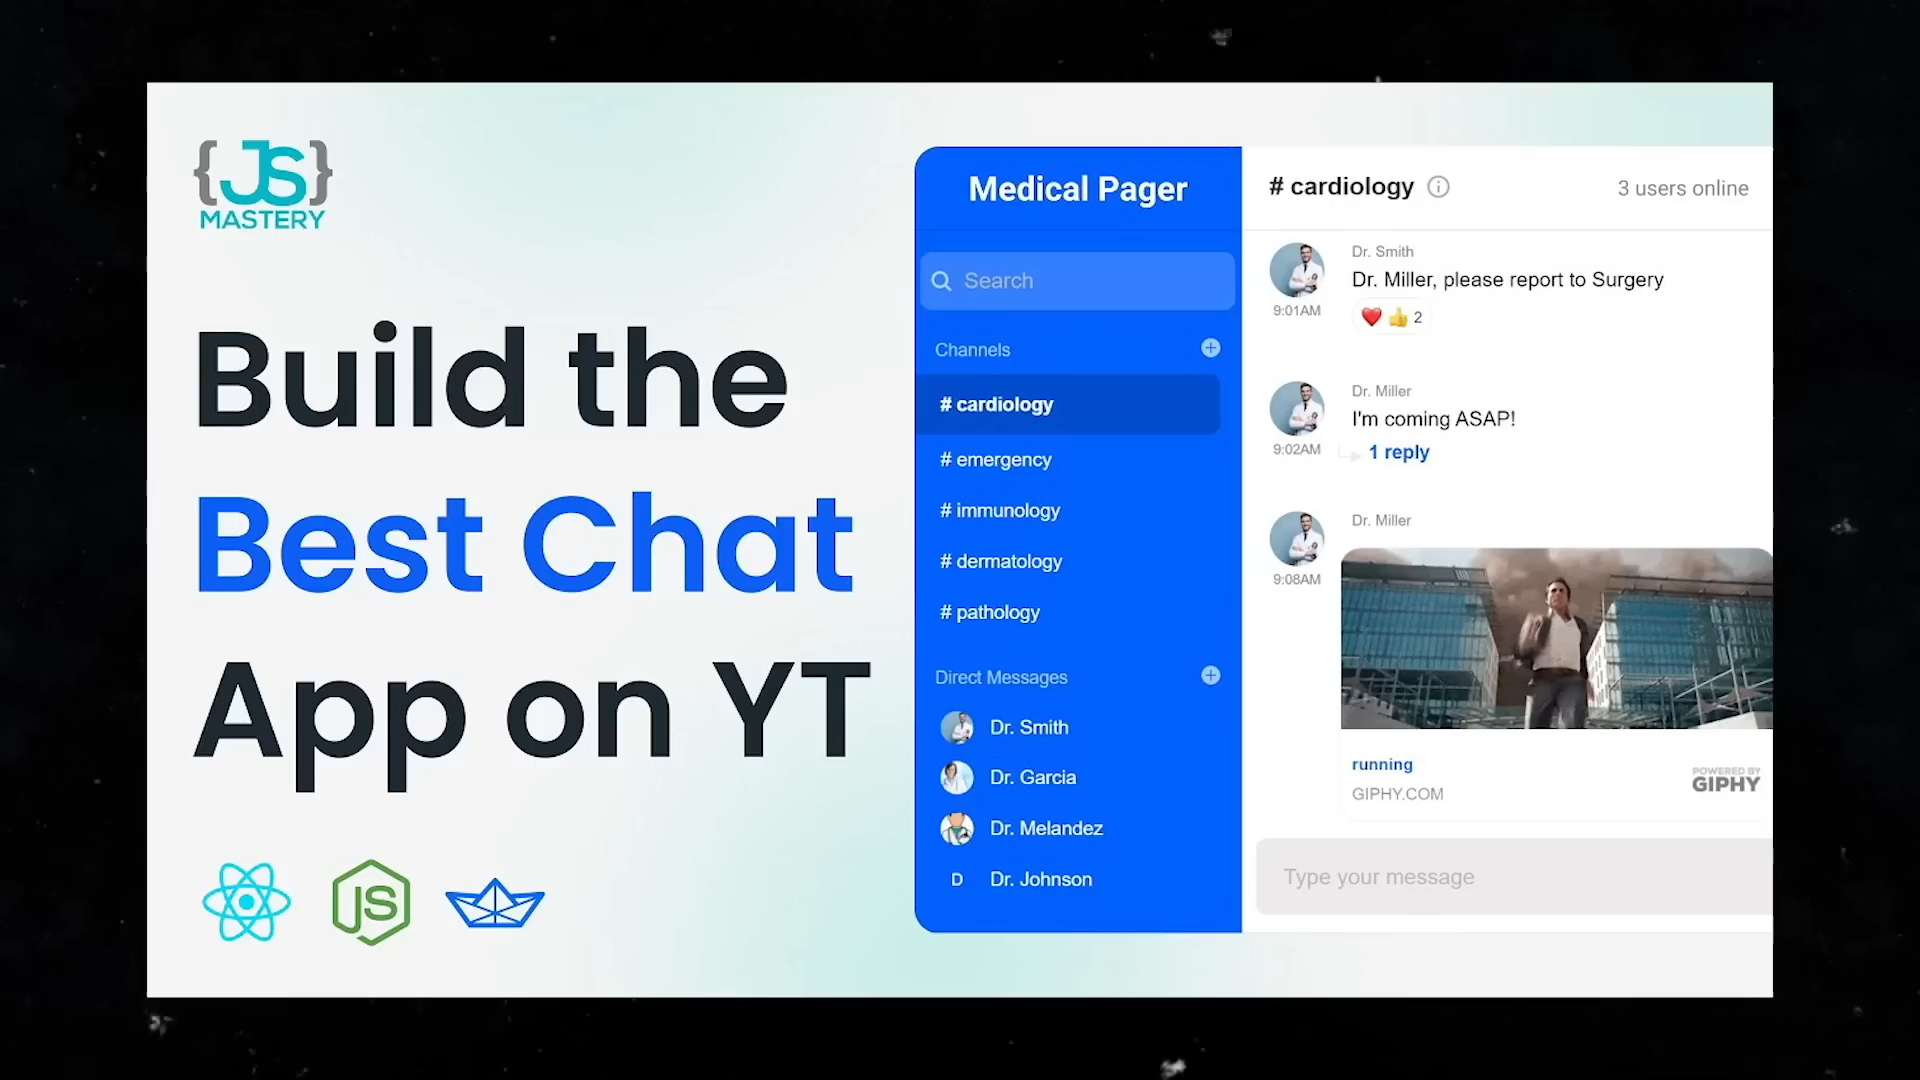 {JS}
MASTERY
Build the
Best Chat
App on YT
JS
Medical Pager
Search
Channels
# cardiology
# emergency
# immunology
# dermatology
# pathology
Direct Messages
Dr. Smith
Dr. Garcia
Dr. Melandez
D Dr. Johnson
# cardiology
3 users online
Dr. Smith
Dr. Miller, please report to Surgery
9:01AM
❤️ 👍 2
Dr. Miller
I'm coming ASAP!
9:02AM
1 reply
Dr. Miller
9:08AM
running
GIPHY.COM
POWERED BY
GIPHY
Type your message